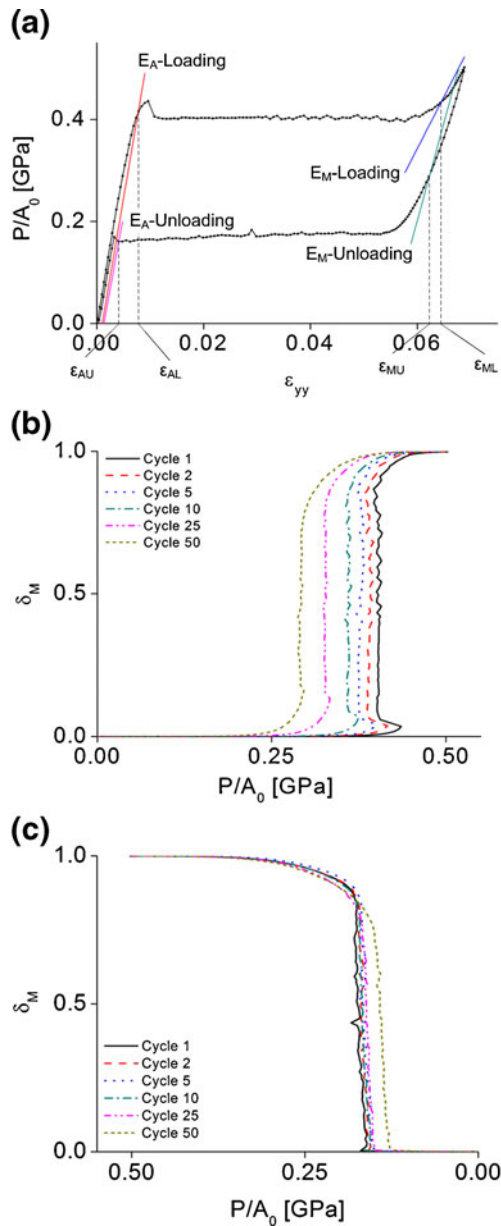 (a)
E_A-Loading
P/A_0 [GPa]
0.4
0.2
0.0
E_M-Loading
E_A-Unloading
E_M-Unloading
0.00 0.02 0.04 0.06
ε_AU ε_AL ε_yy ε_MU ε_ML
(b)
1.0
0.5
0.0
δ_M
Cycle 1
Cycle 2
Cycle 5
Cycle 10
Cycle 25
Cycle 50
0.00 0.25 0.50
P/A_0 [GPa]
(c)
1.0
0.5
0.0
δ_M
Cycle 1
Cycle 2
Cycle 5
Cycle 10
Cycle 25
Cycle 50
0.50 0.25 0.00
P/A_0 [GPa]